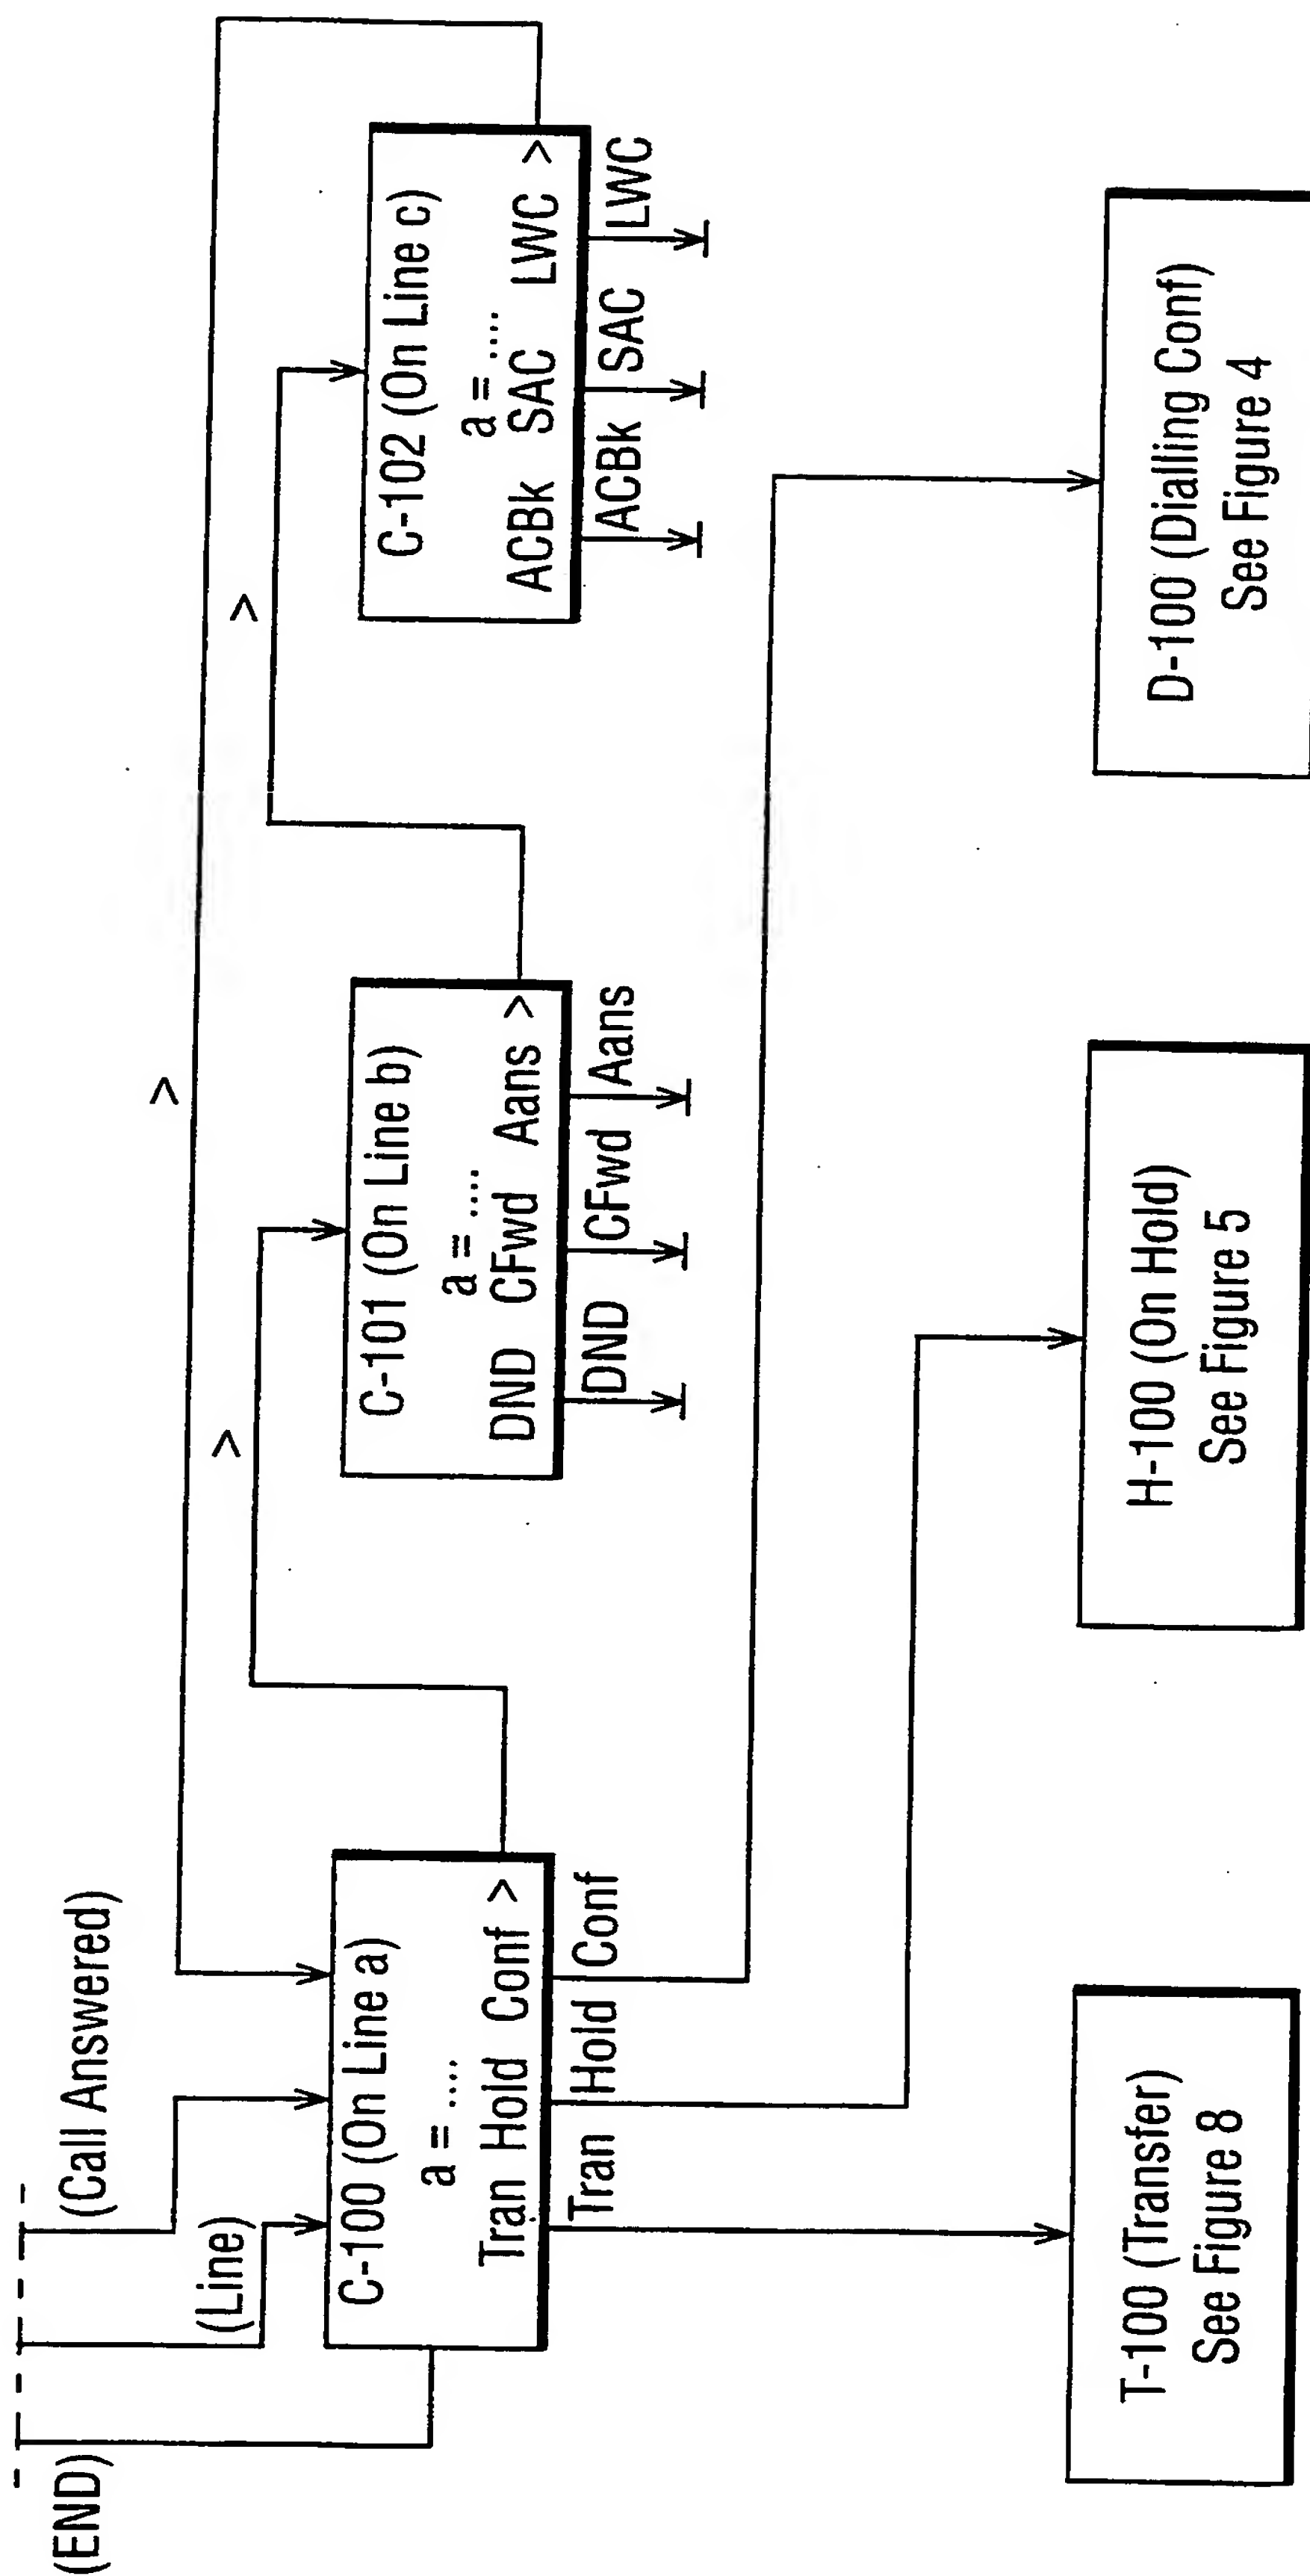 (END)
(Line)
(Call Answered)
>
>
>
C-100 (On Line a)
a = ....
Tran Hold Conf >
Tran Hold Conf
C-101 (On Line b)
a = ....
DND CFwd Aans >
DND CFwd Aans
C-102 (On Line c)
a = ....
ACBk SAC LWC >
ACBk SAC LWC
T-100 (Transfer)
See Figure 8
H-100 (On Hold)
See Figure 5
D-100 (Dialling Conf)
See Figure 4